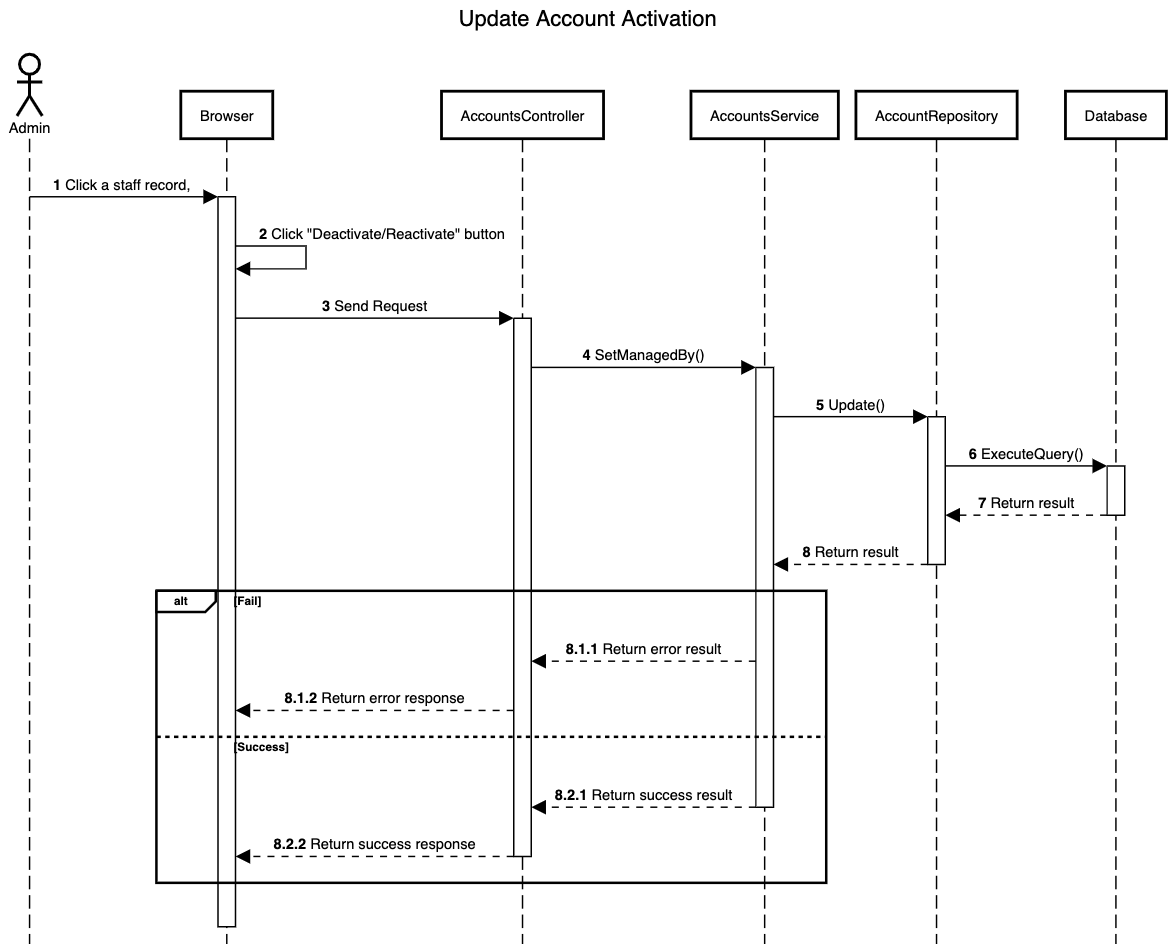 Update Account Activation
Admin
Browser
AccountsController
AccountsService
AccountRepository
Database
1 Click a staff record,
2 Click "Deactivate/Reactivate" button
3 Send Request
4 SetManagedBy()
5 Update()
6 ExecuteQuery()
7 Return result
8 Return result
alt
[Fail]
8.1.1 Return error result
8.1.2 Return error response
[Success]
8.2.1 Return success result
8.2.2 Return success response